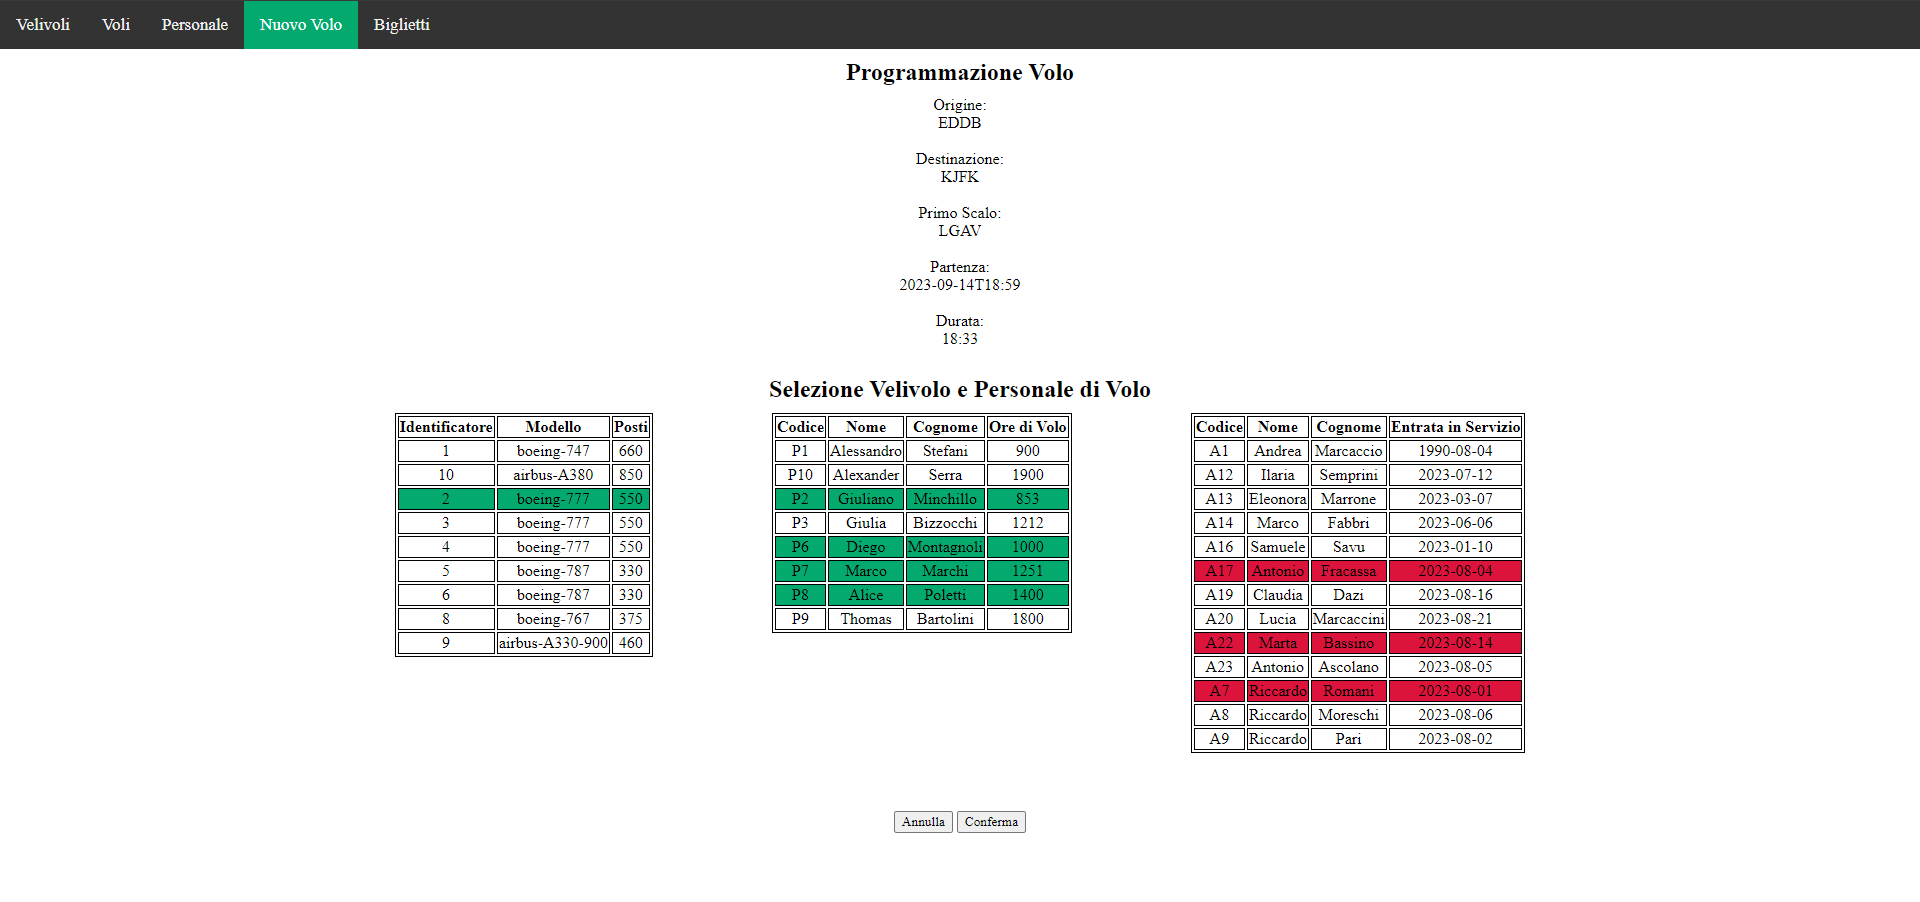 Velivoli Voli Personale Nuovo Volo Biglietti
Programmazione Volo
Origine:
EDDB
Destinazione:
KJFK
Primo Scalo:
LGAV
Partenza:
2023-09-14T18:59
Durata:
18:33
Selezione Velivolo e Personale di Volo
Identificatore Modello Posti
1 boeing-747 660
10 airbus-A380 850
2 boeing-777 550
3 boeing-777 550
4 boeing-777 550
5 boeing-787 330
6 boeing-787 330
8 boeing-767 375
9 airbus-A330-900 460
Codice Nome Cognome Ore di Volo
P1 Alessandro Stefani 900
P10 Alexander Serra 1900
P2 Giuliano Minchillo 853
P3 Giulia Bizzocchi 1212
P6 Diego Montagnoli 1000
P7 Marco Marchi 1251
P8 Alice Poletti 1400
P9 Thomas Bartolini 1800
Codice Nome Cognome Entrata in Servizio
A1 Andrea Marcaccio 1990-08-04
A12 Ilaria Semprini 2023-07-12
A13 Eleonora Marrone 2023-03-07
A14 Marco Fabbri 2023-06-06
A16 Samuele Savu 2023-01-10
A17 Antonio Fracassa 2023-08-04
A19 Claudia Dazi 2023-08-16
A20 Lucia Marcaccini 2023-08-21
A22 Marta Bassino 2023-08-14
A23 Antonio Ascolano 2023-08-05
A7 Riccardo Romani 2023-08-01
A8 Riccardo Moreschi 2023-08-06
A9 Riccardo Pari 2023-08-02
Annulla Conferma